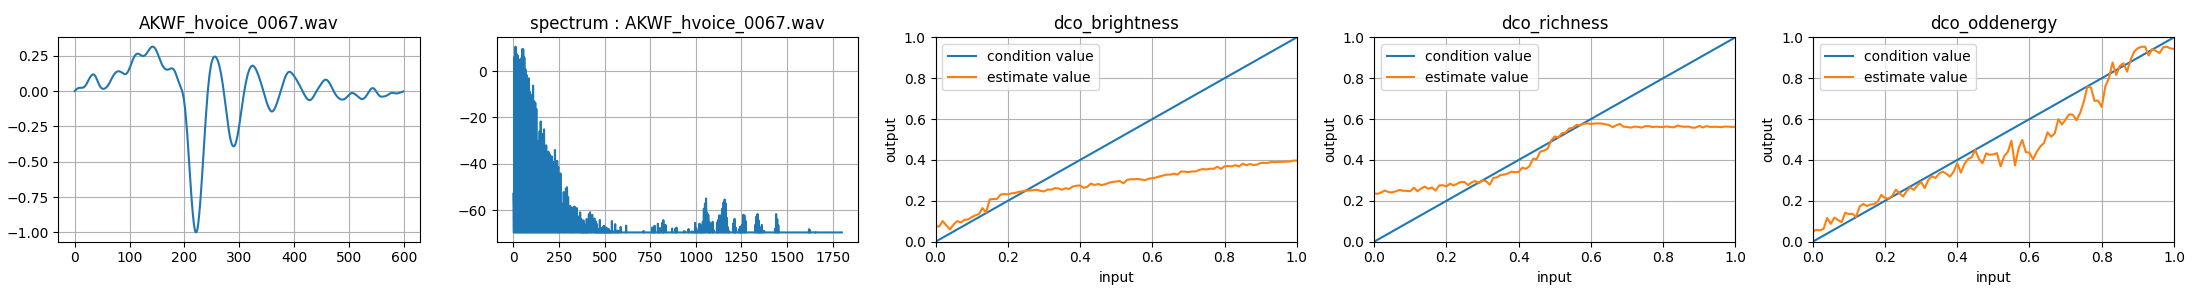 AKWF_hvoice_0067.wav
0.25
0.00
−0.25
−0.50
−0.75
−1.00
0 100 200 300 400 500 600
spectrum : AKWF_hvoice_0067.wav
0
−20
−40
−60
0 250 500 750 1000 1250 1500 1750
dco_brightness
condition value
estimate value
output
1.0
0.8
0.6
0.4
0.2
0.0
0.0 0.2 0.4 0.6 0.8 1.0
input
dco_richness
condition value
estimate value
output
1.0
0.8
0.6
0.4
0.2
0.0
0.0 0.2 0.4 0.6 0.8 1.0
input
dco_oddenergy
condition value
estimate value
output
1.0
0.8
0.6
0.4
0.2
0.0
0.0 0.2 0.4 0.6 0.8 1.0
input